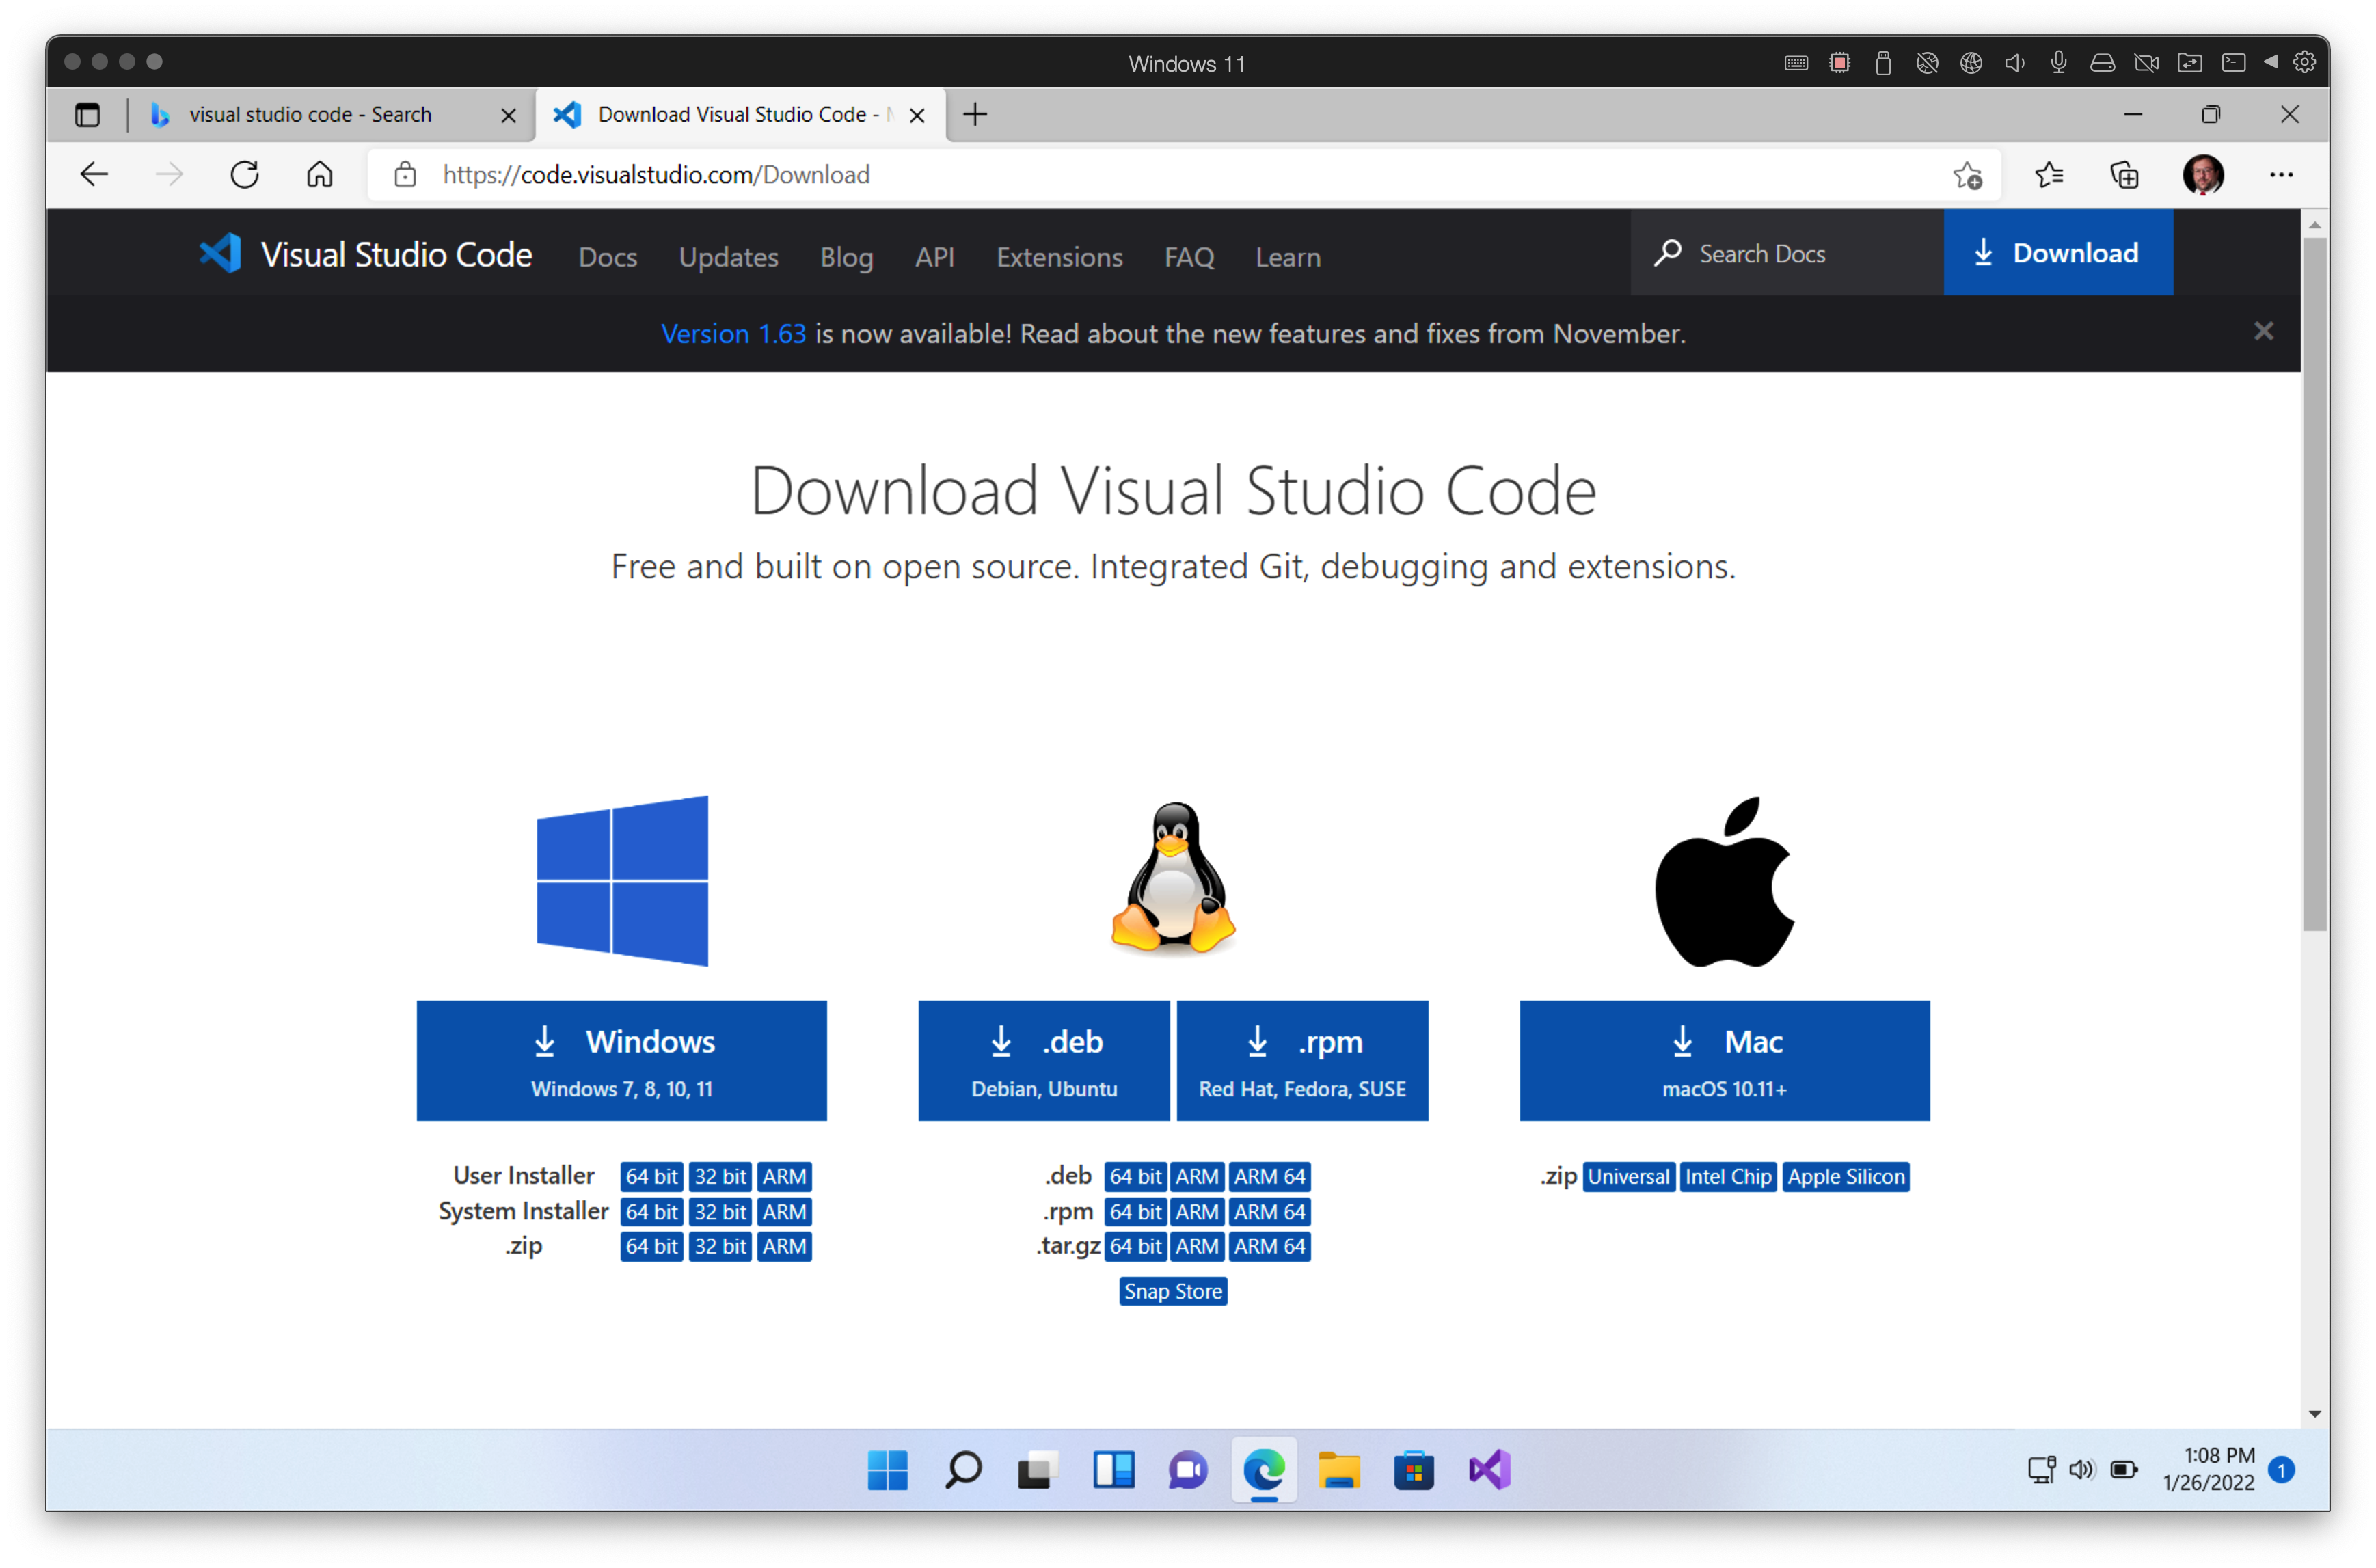 Windows 11
visual studio code - Search
Download Visual Studio Code -
https://code.visualstudio.com/Download
Visual Studio Code Docs Updates Blog API Extensions FAQ Learn Search Docs Download
Version 1.63 is now available! Read about the new features and fixes from November.
Download Visual Studio Code
Free and built on open source. Integrated Git, debugging and extensions.
Windows
Windows 7, 8, 10, 11
User Installer 64 bit 32 bit ARM
System Installer 64 bit 32 bit ARM
.zip 64 bit 32 bit ARM
.deb
Debian, Ubuntu
.rpm
Red Hat, Fedora, SUSE
.deb 64 bit ARM ARM 64
.rpm 64 bit ARM ARM 64
.tar.gz 64 bit ARM ARM 64
Snap Store
Mac
macOS 10.11+
.zip Universal Intel Chip Apple Silicon
1:08 PM
1/26/2022
1